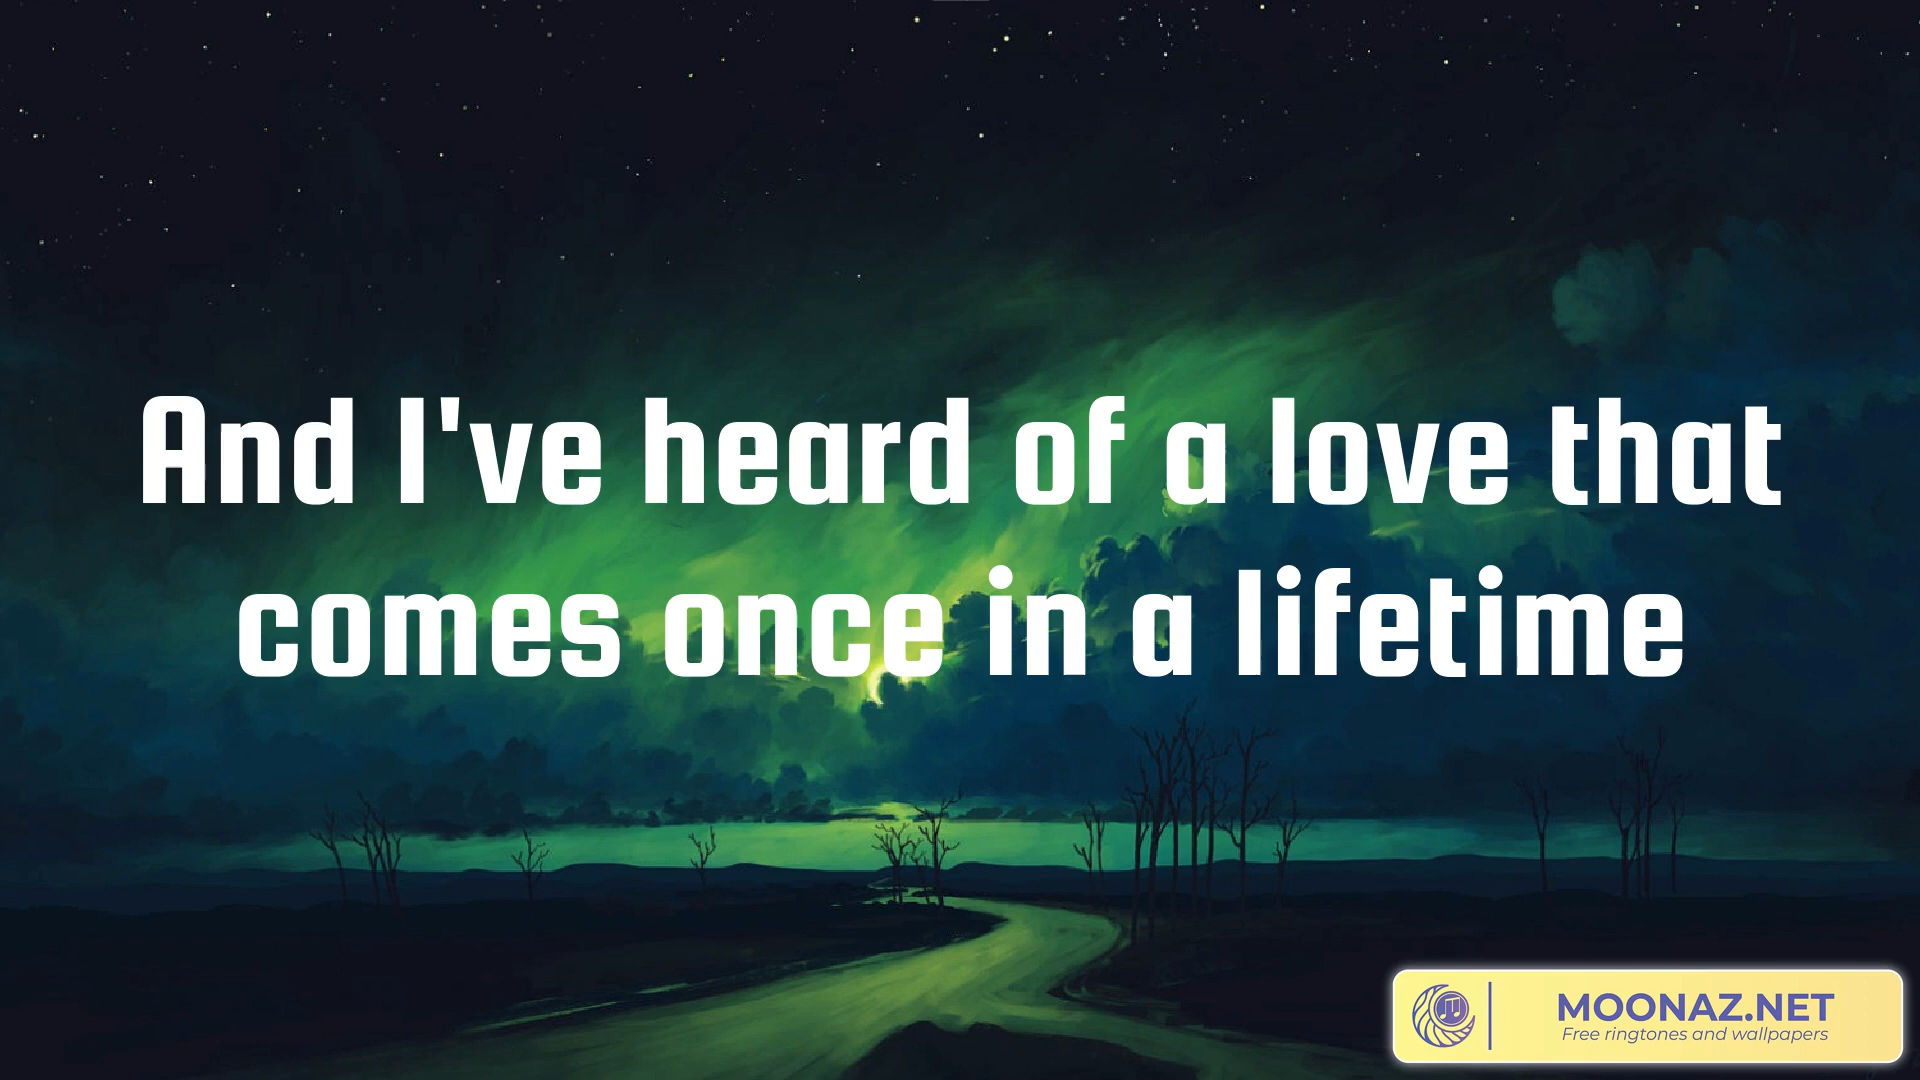 And I've heard of a love that
comes once in a lifetime
MOONAZ.NET
Free ringtones and wallpapers